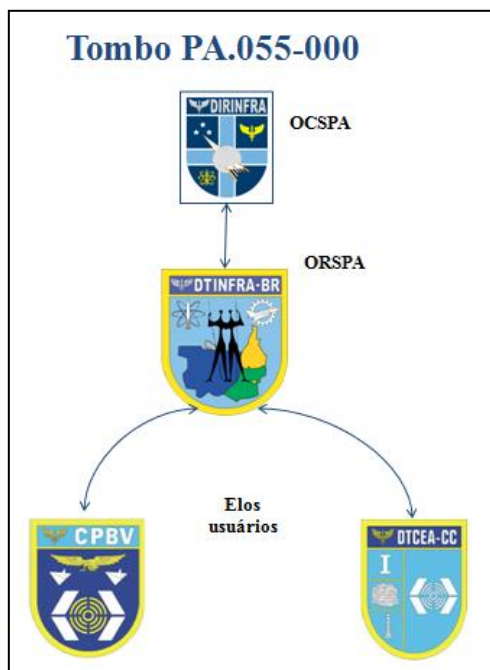 Tombo PA.055-000
DIRINFRA
OCSPA
ORSPA
DTINFRA-BR
Elos
usuários
CPBV
DTCEA-CC
I